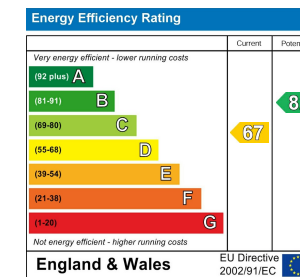 Energy Efficiency Rating
Current
Very energy efficient - lower running costs
(92 plus) A
(81-91) B
8
(69-80) C
67
(55-68) D
(39-54) E
(21-38) F
(1-20) G
Not energy efficient - higher running costs
England & Wales
EU Directive
2002/91/EC